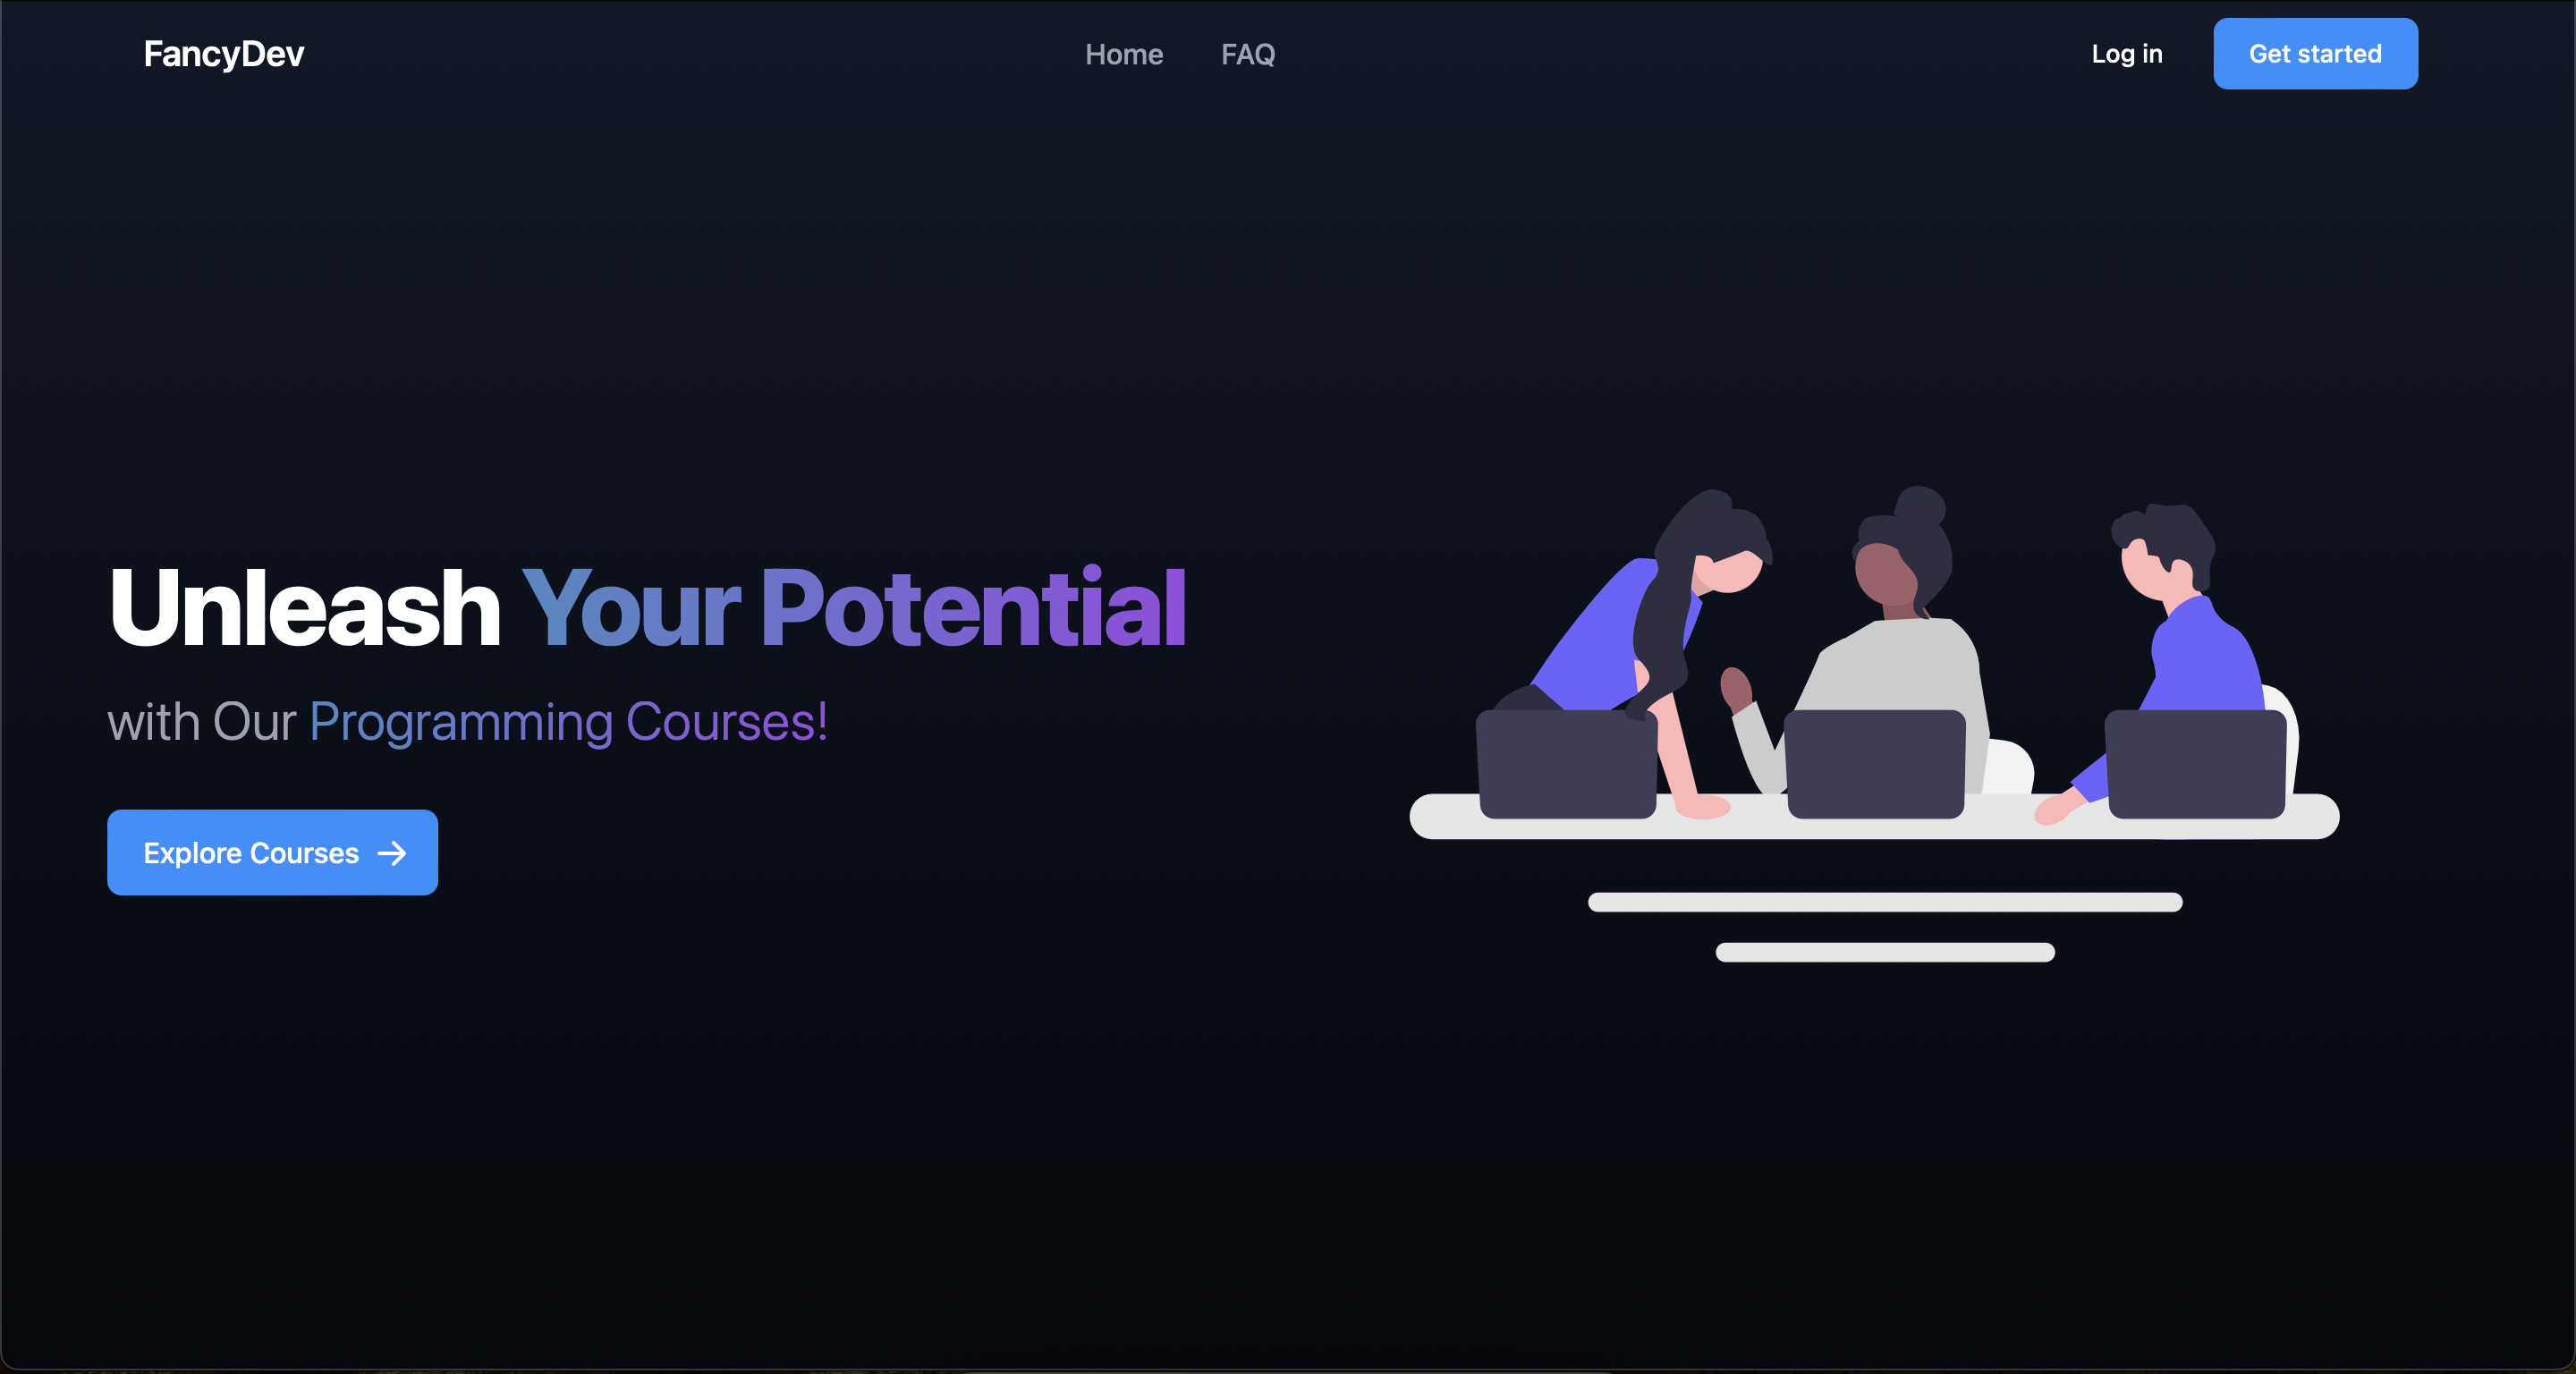 FancyDev
Home FAQ
Log in Get started
Unleash Your Potential
with Our Programming Courses!
Explore Courses